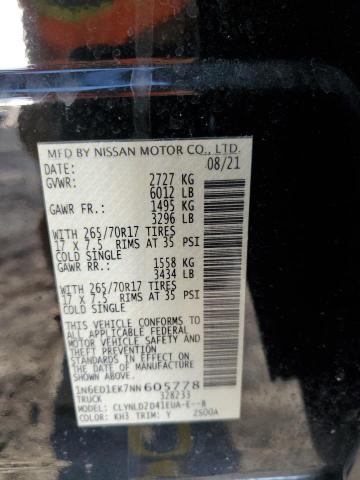 MFD BY NISSAN MOTOR CO., LTD.
DATE: 08/21
GVWR: 2727 KG
6012 LB
GAWR FR.: 1495 KG
3296 LB
WITH 265/70R17 TIRES
17 X 7.5 RIMS AT 35 PSI
COLD SINGLE
GAWR RR.: 1558 KG
3434 LB
WITH 265/70R17 TIRES
17 X 7.5 RIMS AT 35 PSI
COLD SINGLE
THIS VEHICLE CONFORMS TO
ALL APPLICABLE FEDERAL
MOTOR VEHICLE SAFETY AND
THEFT PREVENTION
STANDARDS IN EFFECT ON
THE DATE OF MANUFACTURE
SHOWN ABOVE.
1N6ED1EK7NN605778
TRUCK 328233
MODEL: CLYNLD2D41EUA-E--B
COLOR: KH3 TRIM: Y 2500A